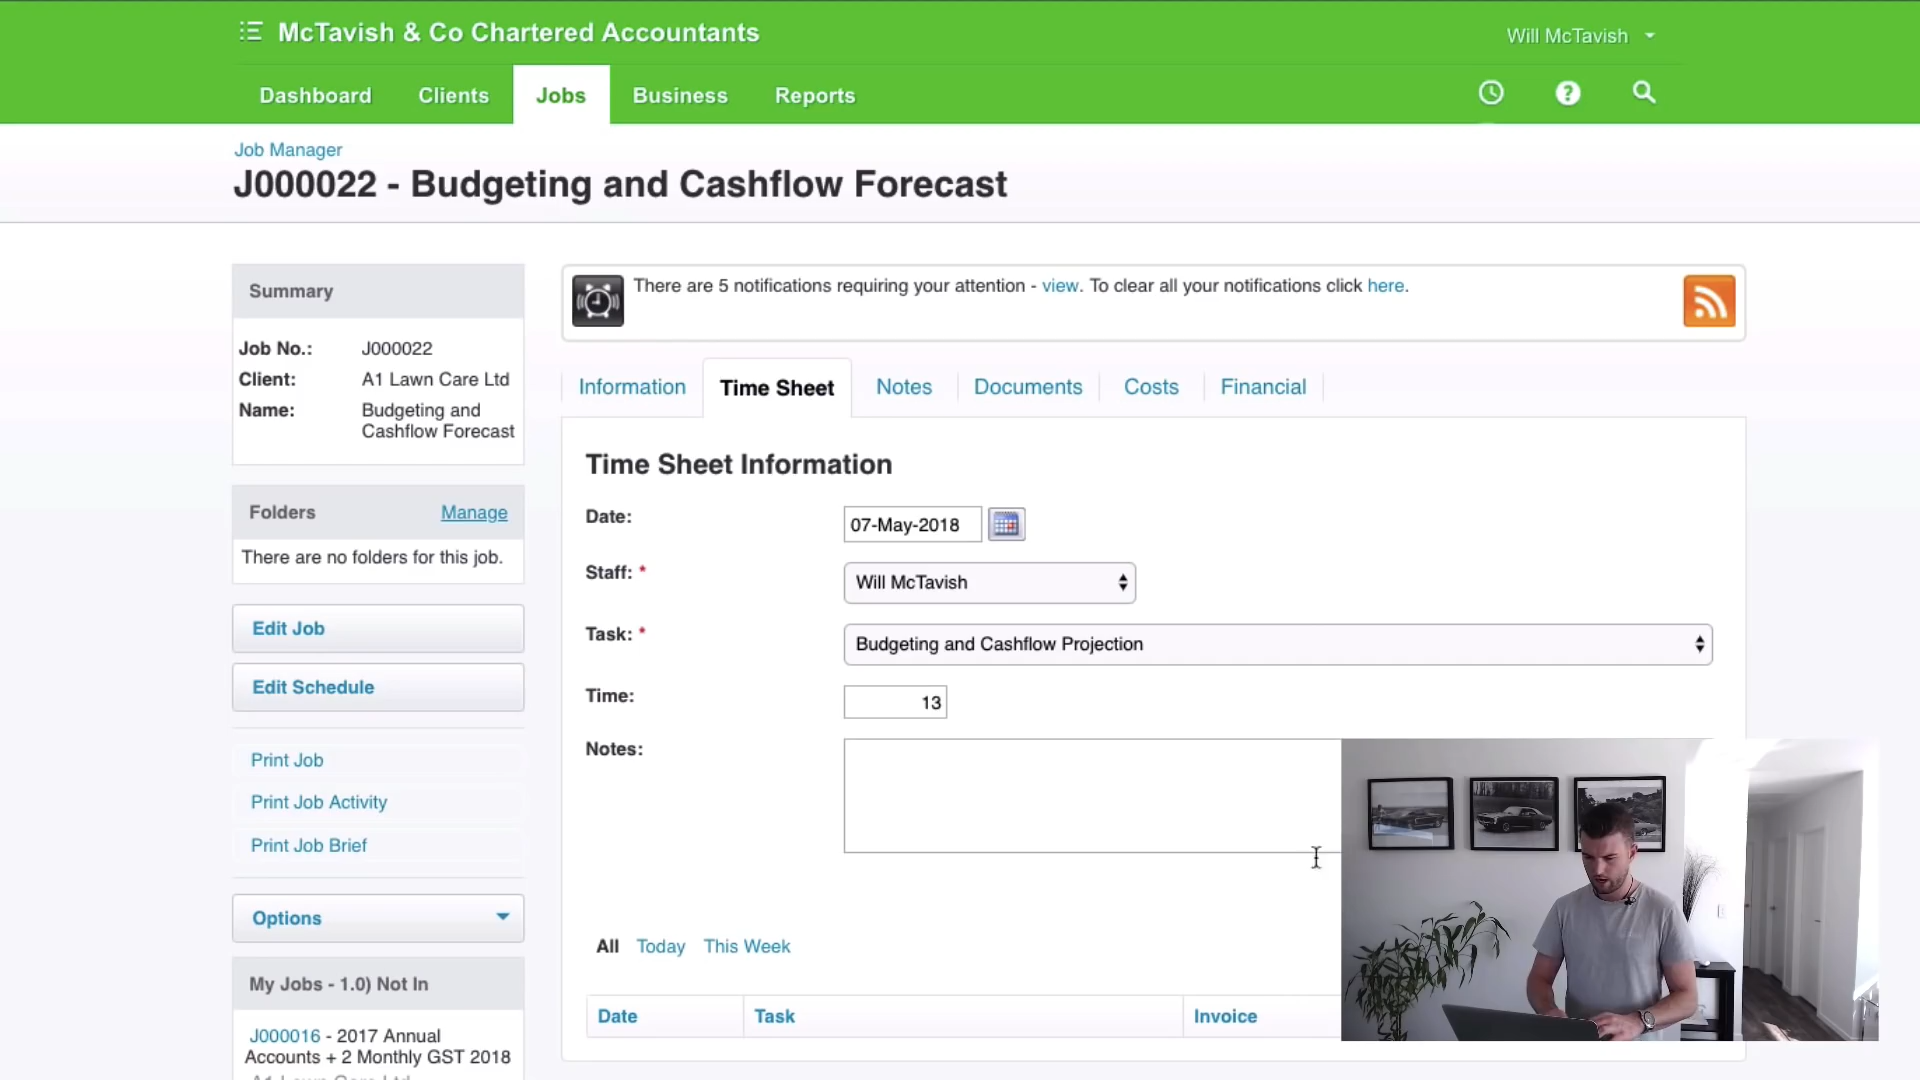 McTavish & Co Chartered Accountants
Will McTavish
Dashboard
Clients
Jobs
Business
Reports
Job Manager
J000022 - Budgeting and Cashflow Forecast
Summary
Job No.: J000022
Client: A1 Lawn Care Ltd
Name: Budgeting and
Cashflow Forecast
Folders
Manage
There are no folders for this job.
Edit Job
Edit Schedule
Print Job
Print Job Activity
Print Job Brief
Options
My Jobs - 1.0) Not In
J000016 - 2017 Annual
Accounts + 2 Monthly GST 2018
A1 Lawn Care Ltd
There are 5 notifications requiring your attention - view. To clear all your notifications click here.
Information
Time Sheet
Notes
Documents
Costs
Financial
Time Sheet Information
Date: 07-May-2018
Staff: * Will McTavish
Task: * Budgeting and Cashflow Projection
Time: 13
Notes:
All Today This Week
Date Task Invoice